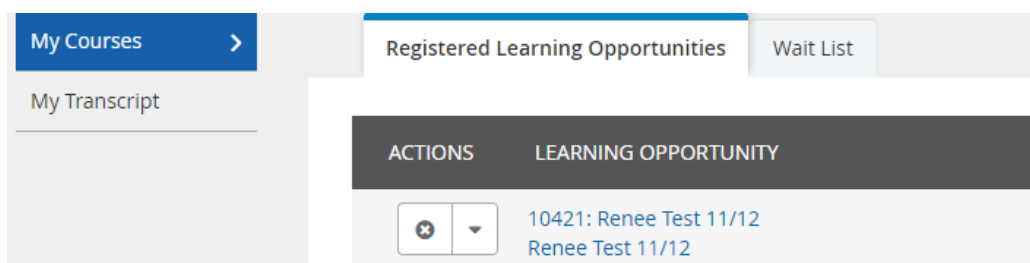 My Courses
My Transcript
Registered Learning Opportunities
Wait List
ACTIONS
LEARNING OPPORTUNITY
10421: Renee Test 11/12
Renee Test 11/12